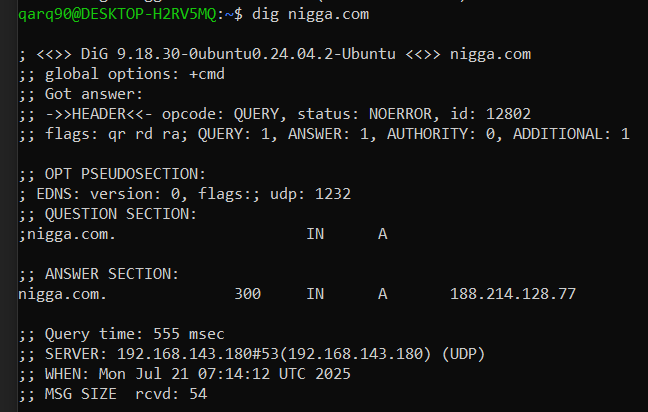 qarq90@DESKTOP-H2RV5MQ:~$ dig nigga.com
; <<>> DiG 9.18.30-0ubuntu0.24.04.2-Ubuntu <<>> nigga.com
;; global options: +cmd
;; Got answer:
;; ->>HEADER<<- opcode: QUERY, status: NOERROR, id: 12802
;; flags: qr rd ra; QUERY: 1, ANSWER: 1, AUTHORITY: 0, ADDITIONAL: 1
;; OPT PSEUDOSECTION:
; EDNS: version: 0, flags:; udp: 1232
;; QUESTION SECTION:
;nigga.com. IN A
;; ANSWER SECTION:
nigga.com. 300 IN A 188.214.128.77
;; Query time: 555 msec
;; SERVER: 192.168.143.180#53(192.168.143.180) (UDP)
;; WHEN: Mon Jul 21 07:14:12 UTC 2025
;; MSG SIZE rcvd: 54